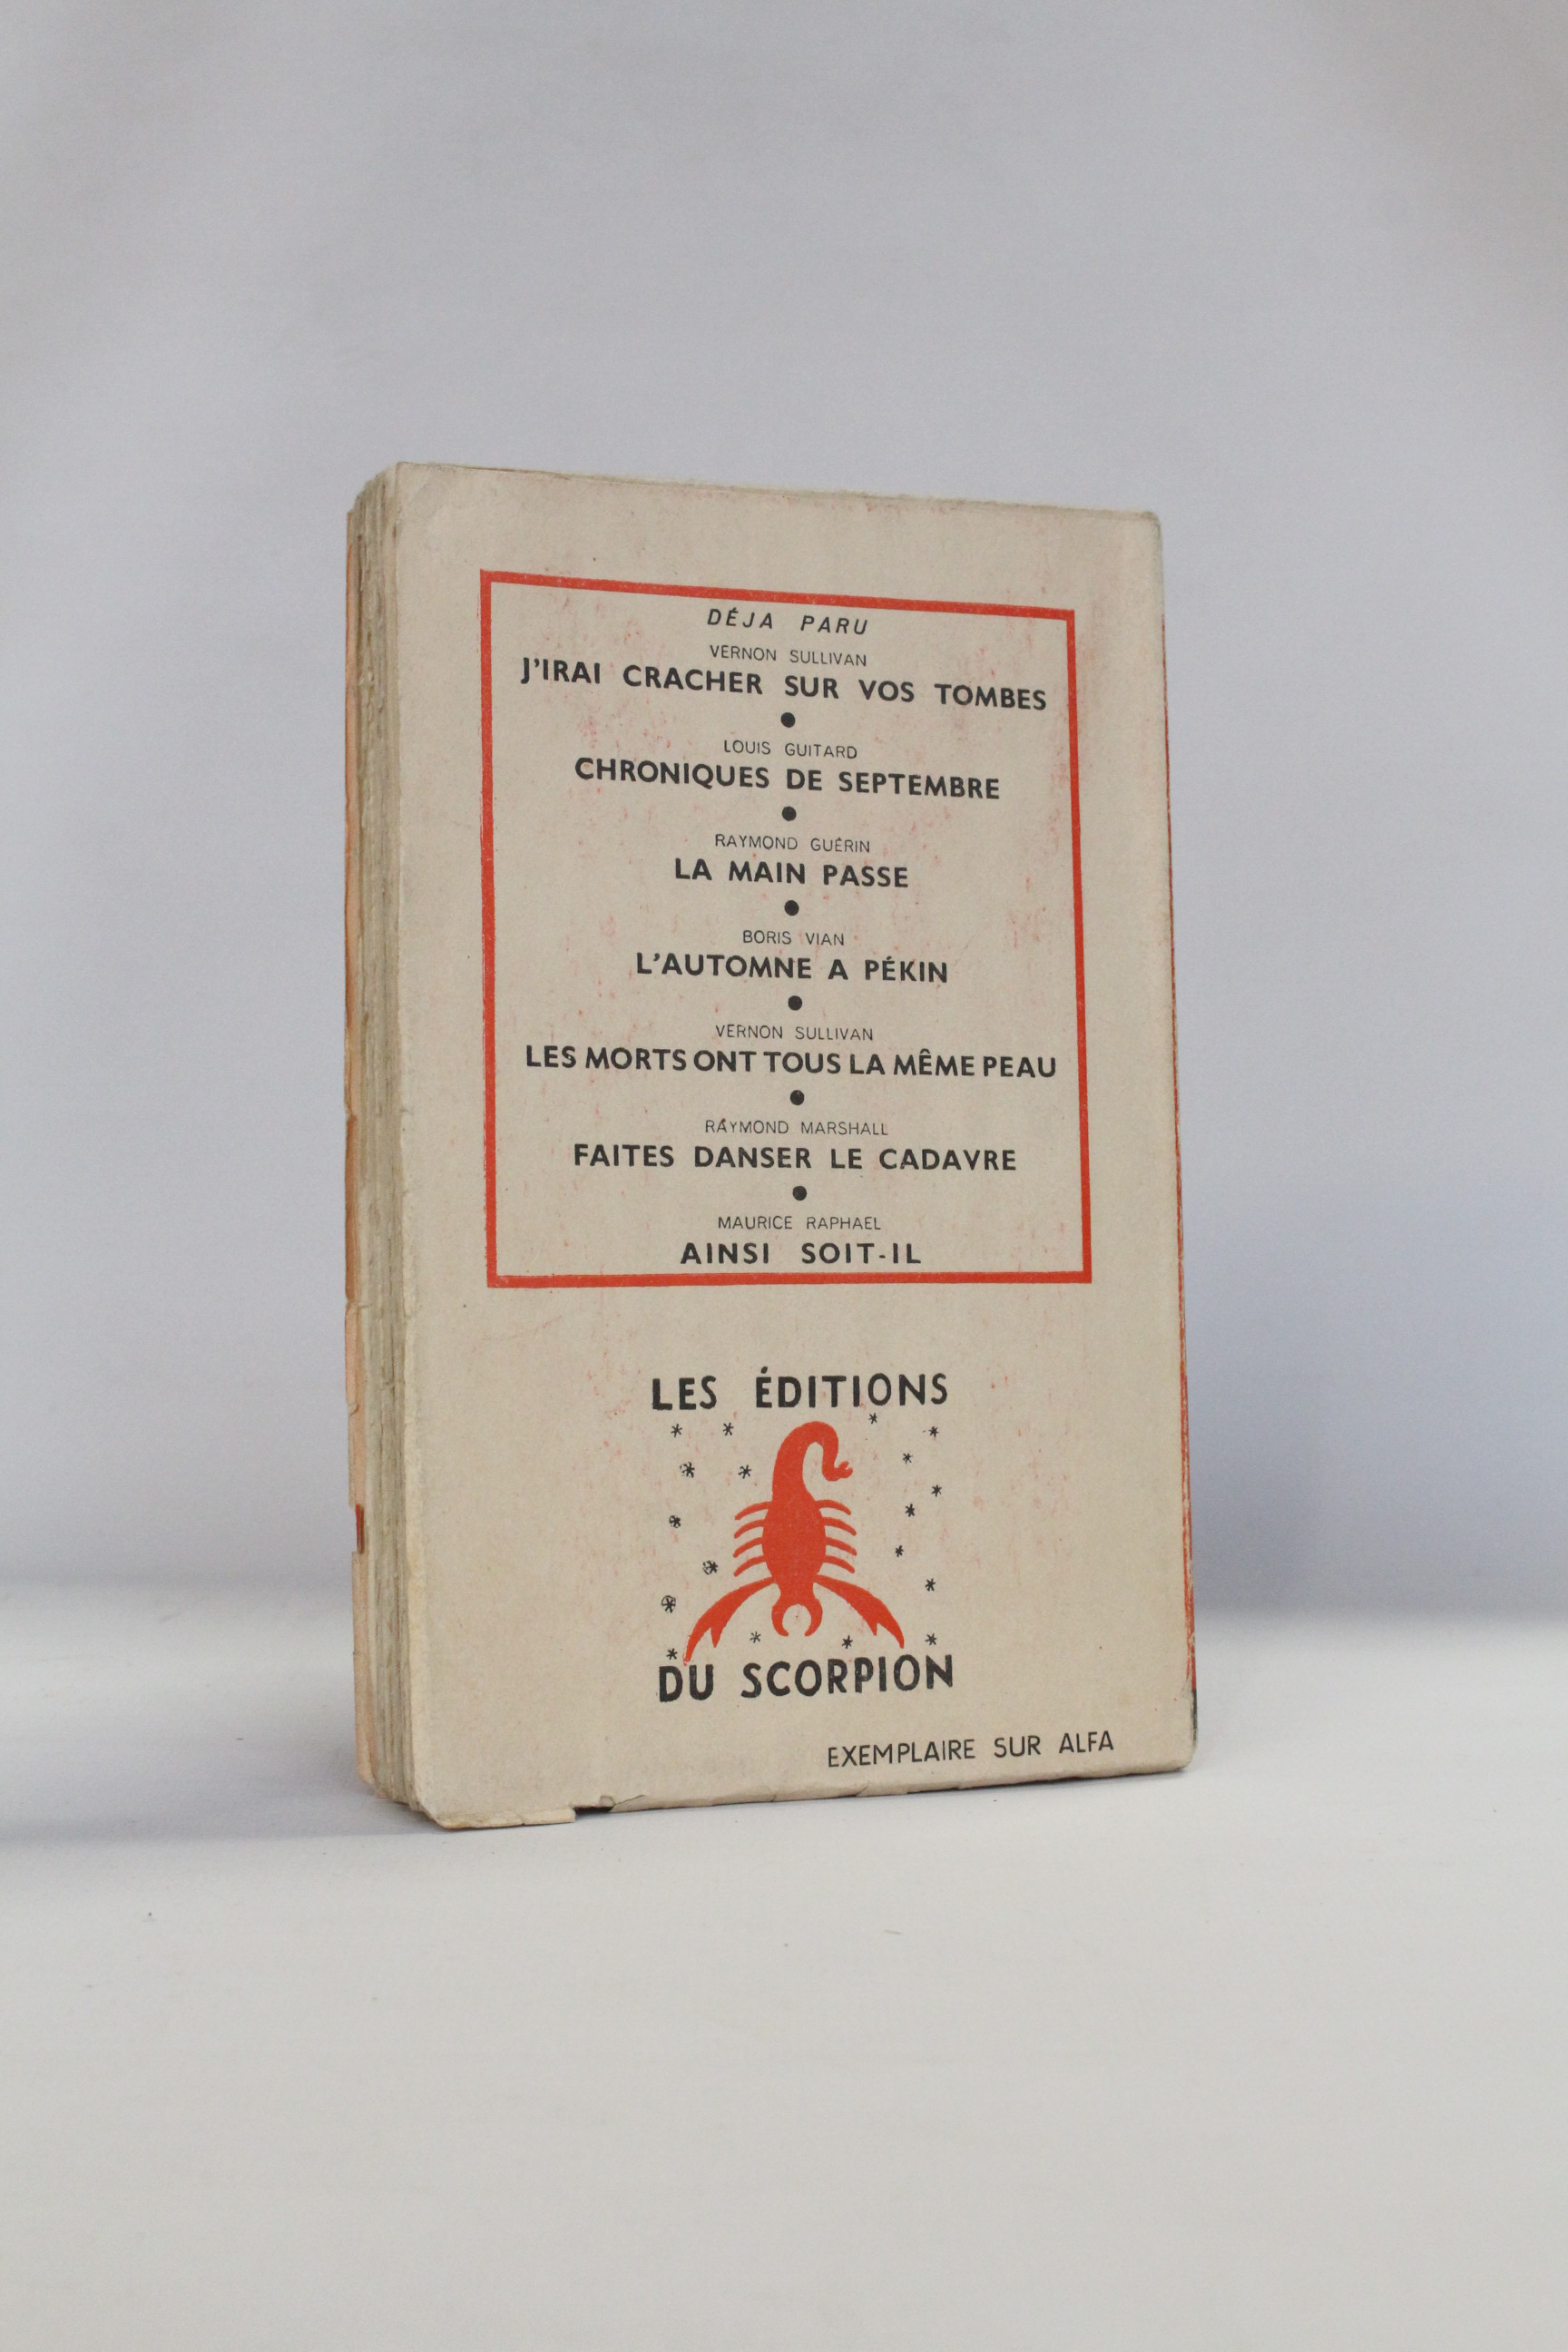 DÉJA PARU
VERNON SULLIVAN
J'IRAI CRACHER SUR VOS TOMBES
LOUIS GUITARD
CHRONIQUES DE SEPTEMBRE
RAYMOND GUÉRIN
LA MAIN PASSE
BORIS VIAN
L'AUTOMNE A PÉKIN
VERNON SULLIVAN
LES MORTS ONT TOUS LA MÊME PEAU
RAYMOND MARSHALL
FAITES DANSER LE CADAVRE
MAURICE RAPHAEL
AINSI SOIT-IL
LES ÉDITIONS
DU SCORPION
EXEMPLAIRE SUR ALFA